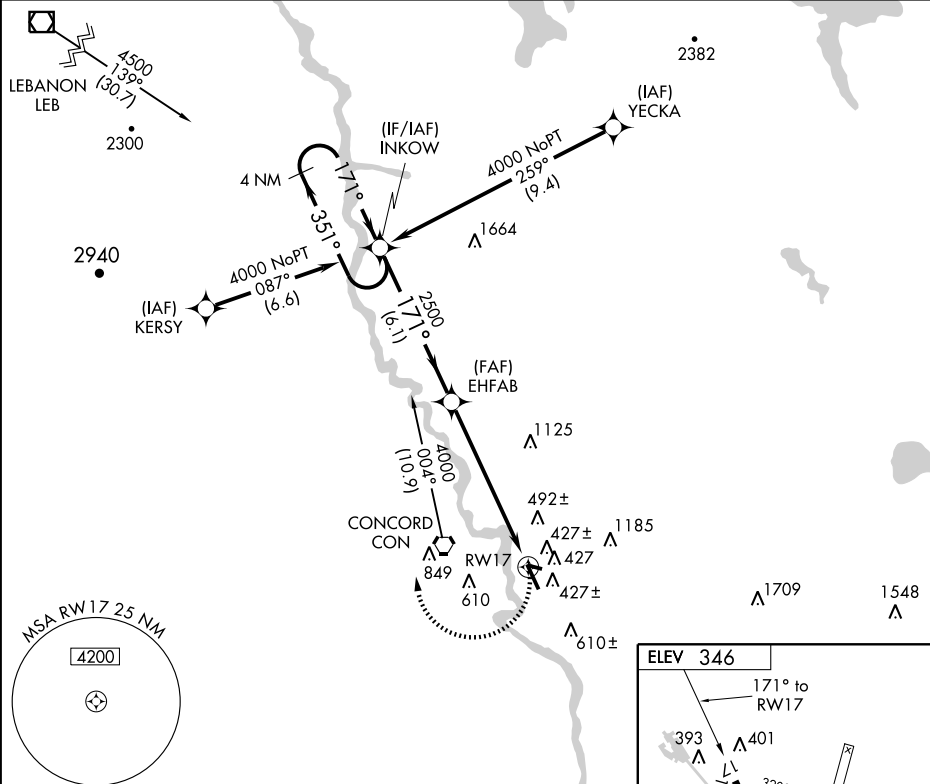 LEBANON
LEB
4500
139°
(30.7)
2300
2382
(IAF)
YECKA
(IF/IAF)
INKOW
4000 NoPT
259°
(9.4)
4 NM
171°
351°
1664
2940
4000 NoPT
087°
(6.6)
(IAF)
KERSY
2500
171°
(6.1)
(FAF)
EHFAB
1125
4000
004°
(10.9)
492±
427±
1185
CONCORD
CON
RW17
427
849
610
427±
1709
1548
610±
MSA RW17 25 NM
4200
ELEV 346
171° to
RW17
393
401
17